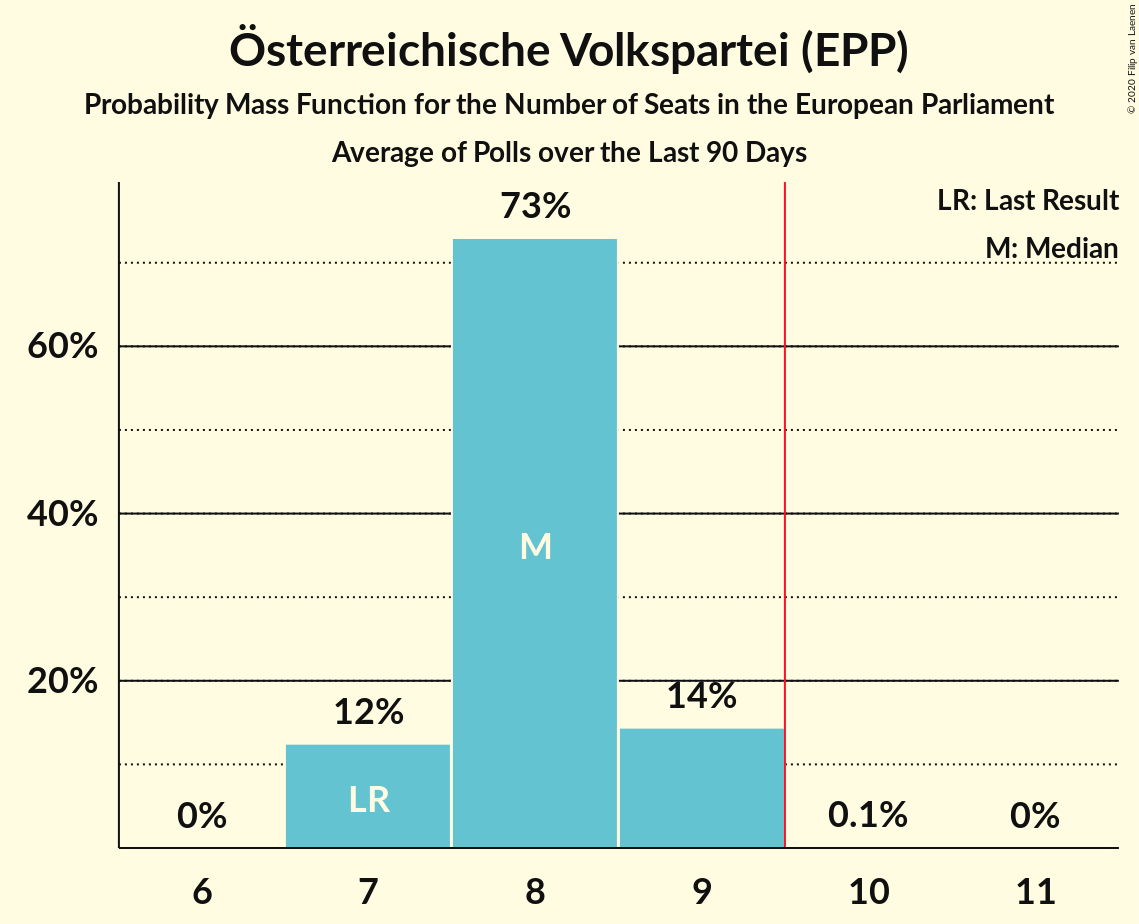 Österreichische Volkspartei (EPP)
Probability Mass Function for the Number of Seats in the European Parliament
Average of Polls over the Last 90 Days
© 2020 Filip van Laenen
LR: Last Result
M: Median
60%
40%
20%
0%
12%
73%
14%
0.1%
0%
LR
M
6 7 8 9 10 11